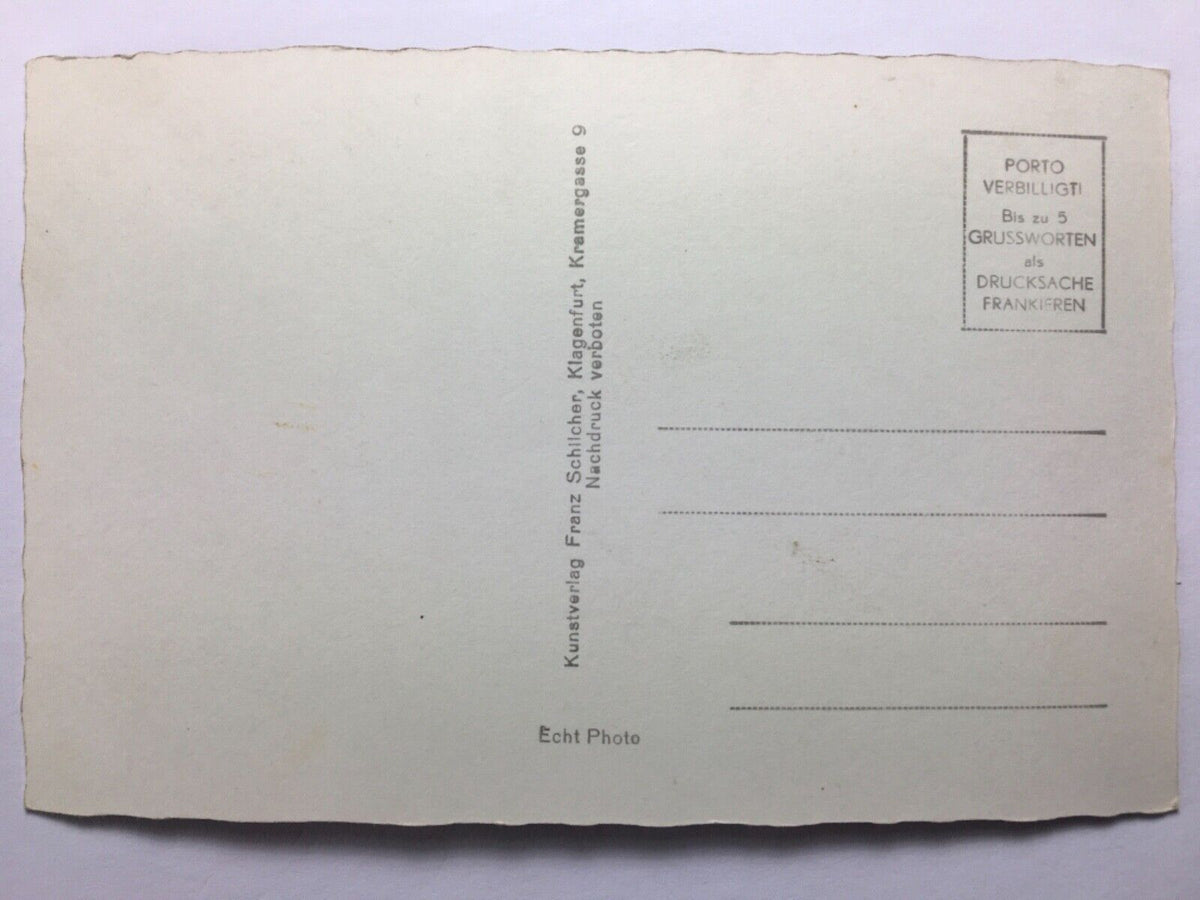 Kunstverlag Franz Schilcher, Klagenfurt, Kramergasse 9
Nachdruck verboten
Echt Photo
PORTO
VERBILLIGT!
Bis zu 5
GRUSSWORTEN
als
DRUCKSACHE
FRANKIEREN